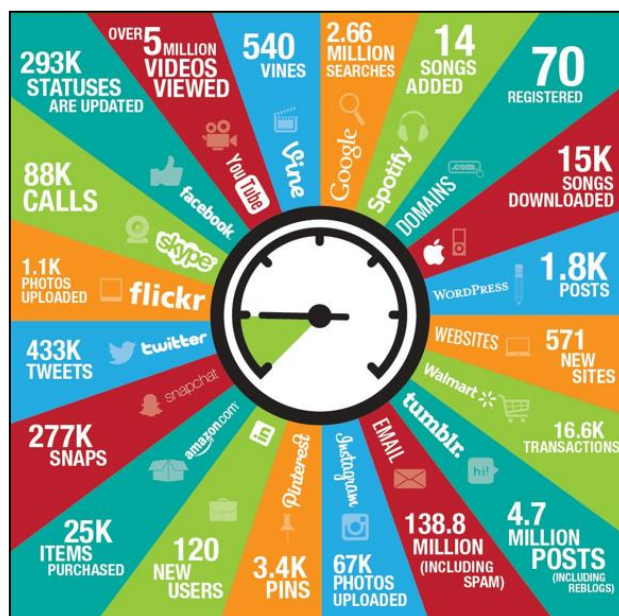 293K
STATUSES
ARE UPDATED
facebook
OVER 5 MILLION
VIDEOS
VIEWED
YouTube
540
VINES
Vine
2.66
MILLION
SEARCHES
Google
14
SONGS
ADDED
Spotify
70
REGISTERED
.com
DOMAINS
15K
SONGS
DOWNLOADED
1.8K
POSTS
WORDPRESS
571
NEW
SITES
WEBSITES
16.6K
TRANSACTIONS
Walmart
4.7
MILLION
POSTS
(INCLUDING
REBLOGS)
hi!
tumblr.
138.8
MILLION
(INCLUDING
SPAM)
EMAIL
67K
PHOTOS
UPLOADED
Instagram
3.4K
PINS
Pinterest
120
NEW
USERS
in
25K
ITEMS
PURCHASED
amazon.com
277K
SNAPS
snapchat
433K
TWEETS
twitter
1.1K
PHOTOS
UPLOADED
flickr
88K
CALLS
skype